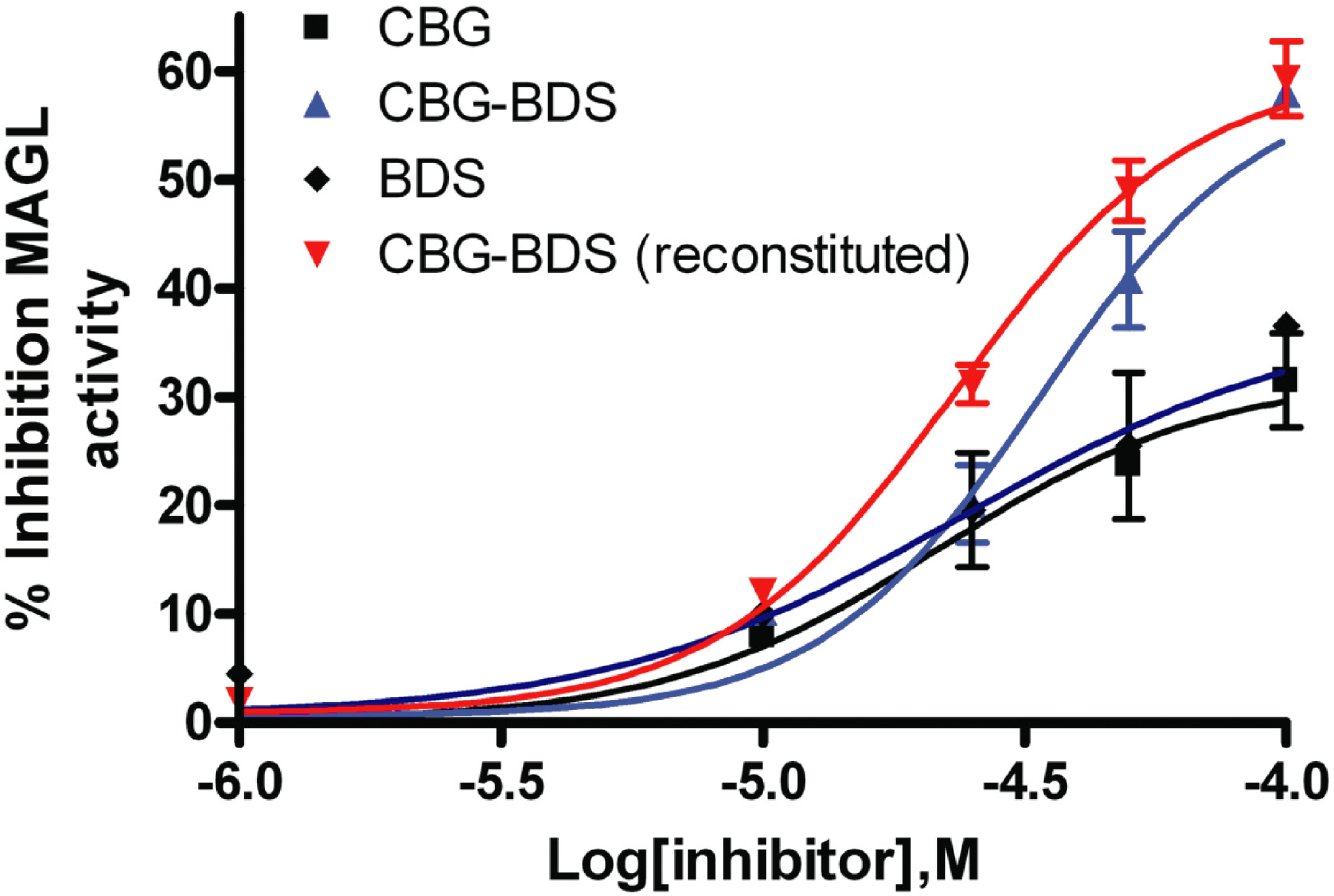 CBG
CBG-BDS
BDS
CBG-BDS (reconstituted)
% Inhibition MAGL
activity
60
50
40
30
20
10
0
-6.0
-5.5
-5.0
-4.5
-4.0
Log[inhibitor],M